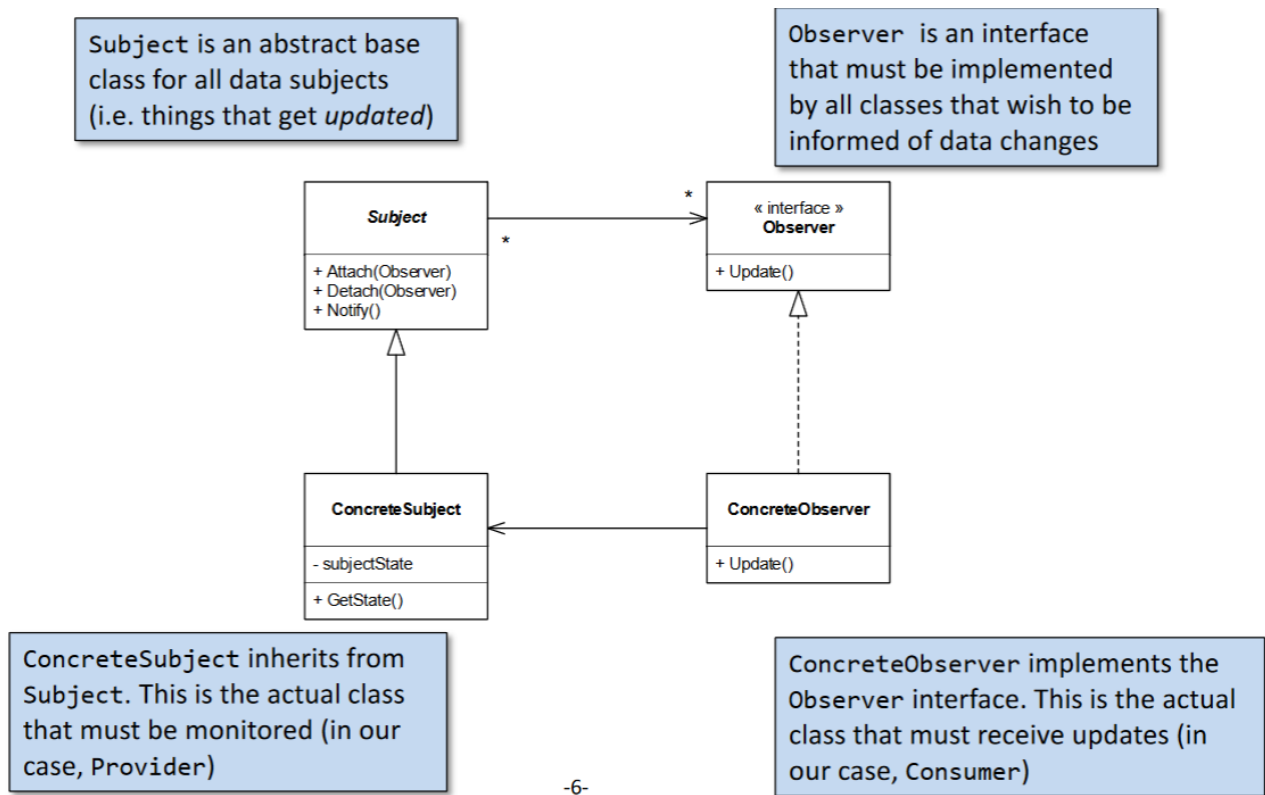 Subject is an abstract base
class for all data subjects
(i.e. things that get updated)
Observer is an interface
that must be implemented
by all classes that wish to be
informed of data changes
Subject
+ Attach(Observer)
+ Detach(Observer)
+ Notify()
*
*
« interface »
Observer
+ Update()
ConcreteSubject
- subjectState
+ GetState()
ConcreteObserver
+ Update()
ConcreteSubject inherits from
Subject. This is the actual class
that must be monitored (in our
case, Provider)
ConcreteObserver implements the
Observer interface. This is the actual
class that must receive updates (in
our case, Consumer)
-6-